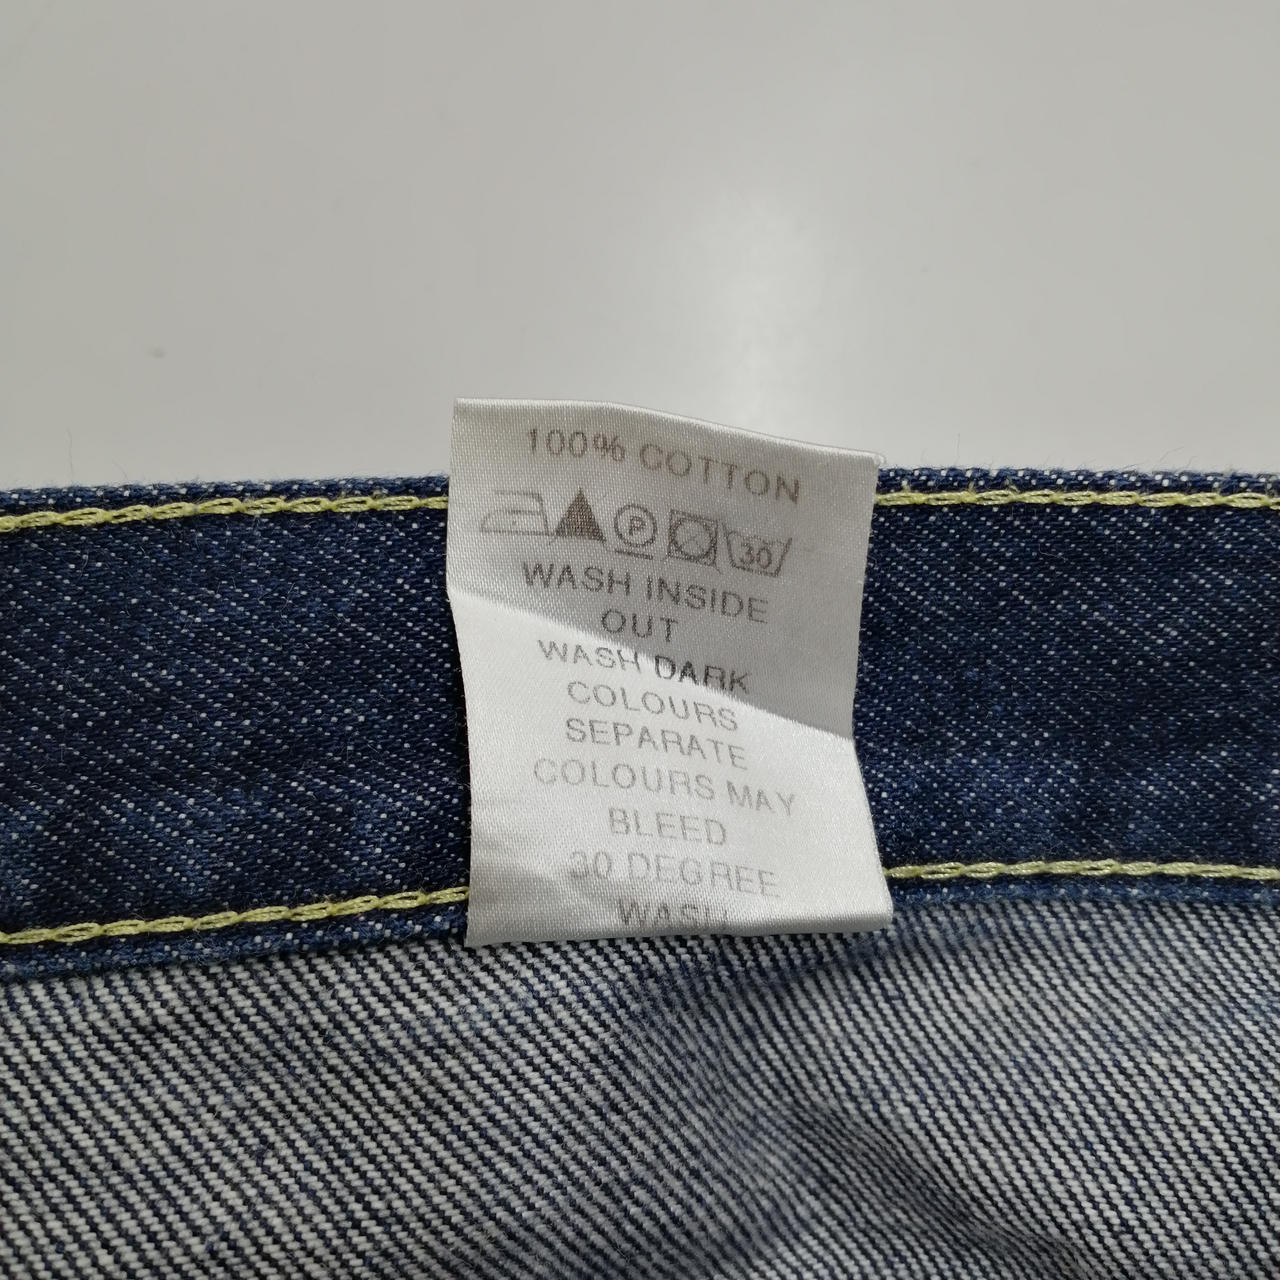 100% COTTON
P 30
WASH INSIDE
OUT
WASH DARK
COLOURS
SEPARATE
COLOURS MAY
BLEED
30 DEGREE
WASH